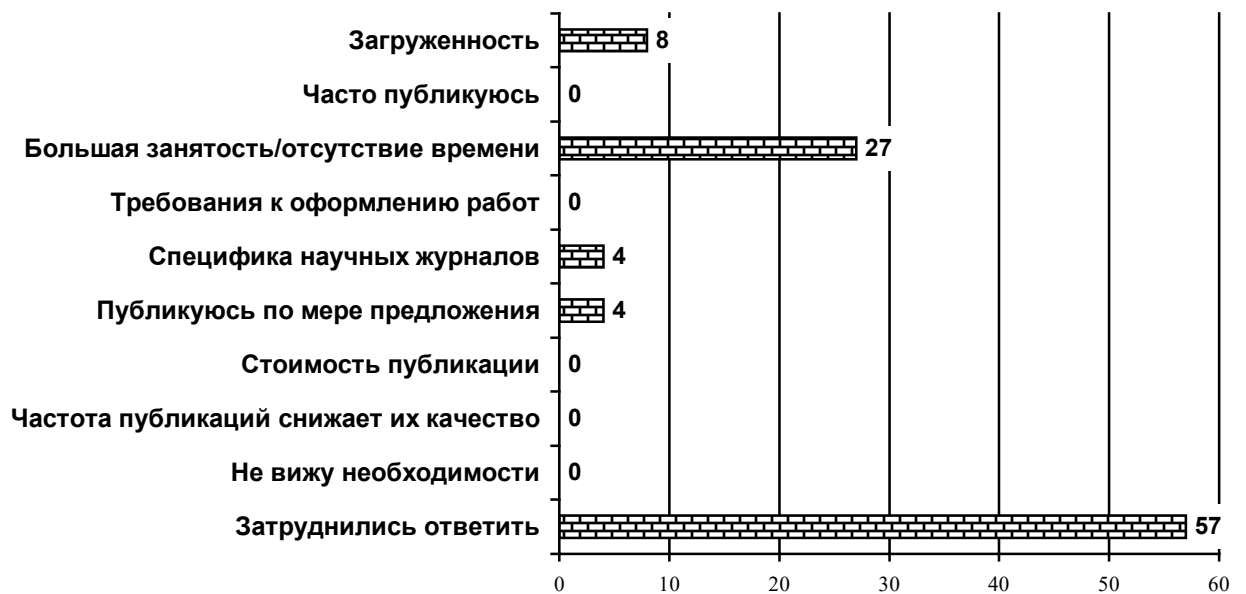 Загруженность 8
Часто публикуюсь 0
Большая занятость/отсутствие времени 27
Требования к оформлению работ 0
Специфика научных журналов 4
Публикуюсь по мере предложения 4
Стоимость публикации 0
Частота публикаций снижает их качество 0
Не вижу необходимости 0
Затруднились ответить 57
0 10 20 30 40 50 60